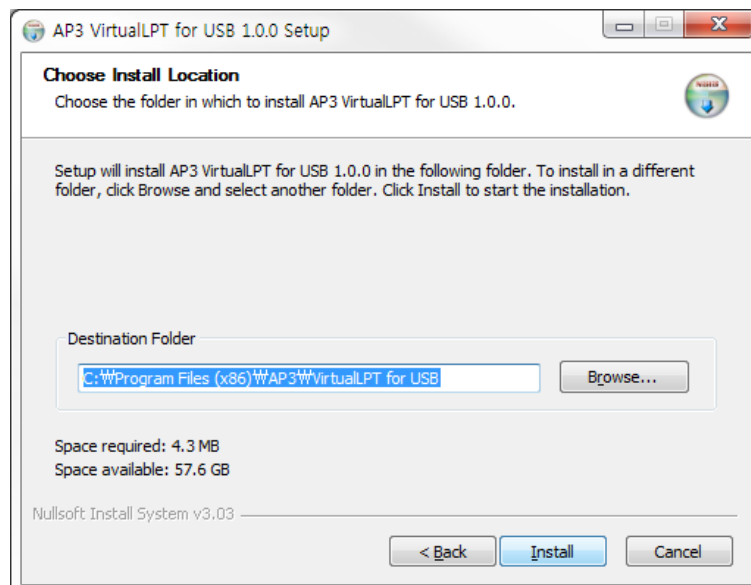 AP3 VirtualLPT for USB 1.0.0 Setup
Choose Install Location
Choose the folder in which to install AP3 VirtualLPT for USB 1.0.0.
Setup will install AP3 VirtualLPT for USB 1.0.0 in the following folder. To install in a different
folder, click Browse and select another folder. Click Install to start the installation.
Destination Folder
C:₩Program Files (x86)₩AP3₩VirtualLPT for USB
Browse...
Space required: 4.3 MB
Space available: 57.6 GB
Nullsoft Install System v3.03
< Back
Install
Cancel